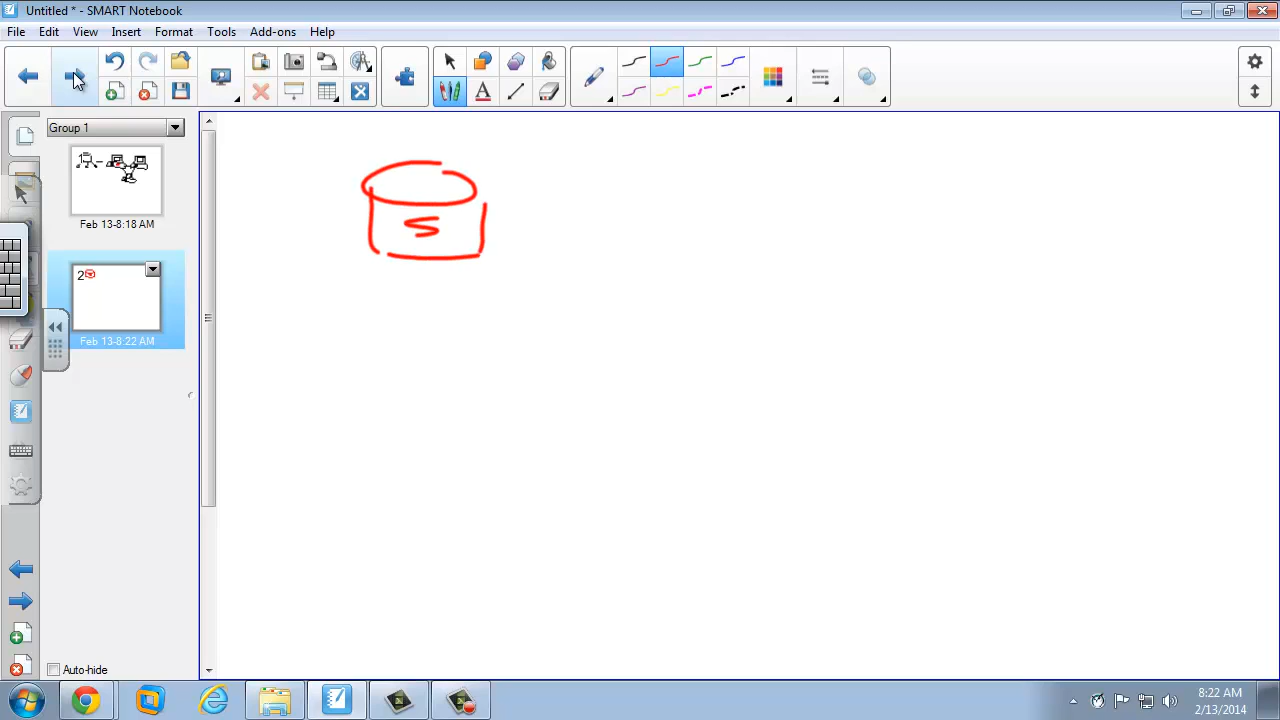 Untitled * - SMART Notebook
File Edit View Insert Format Tools Add-ons Help
Group 1
Feb 13-8:18 AM
2
Feb 13-8:22 AM
S
Auto-hide
8:22 AM
2/13/2014